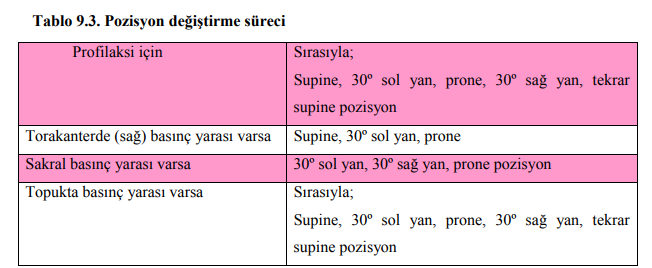 Tablo 9.3. Pozisyon değiştirme süreci
Profilaksi için
Sırasıyla;
Supine, 30º sol yan, prone, 30º sağ yan, tekrar
supine pozisyon
Torakanterde (sağ) basınç yarası varsa
Supine, 30º sol yan, prone
Sakral basınç yarası varsa
30º sol yan, 30º sağ yan, prone pozisyon
Topukta basınç yarası varsa
Sırasıyla;
Supine, 30º sol yan, prone, 30º sağ yan, tekrar
supine pozisyon